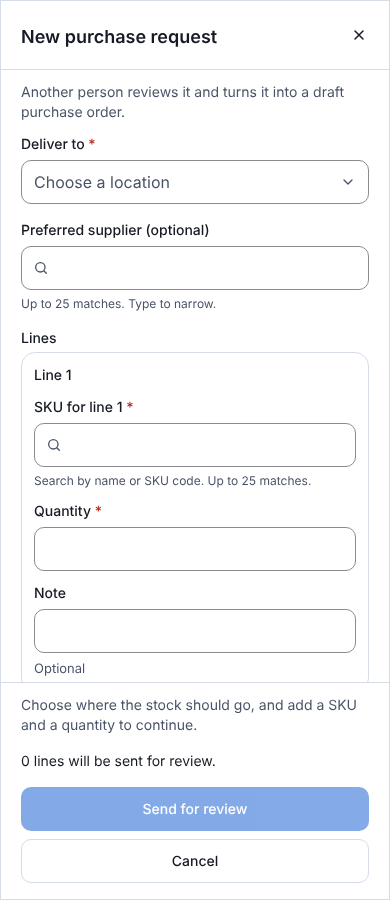 New purchase request
Another person reviews it and turns it into a draft
purchase order.
Deliver to *
Choose a location
Preferred supplier (optional)
Up to 25 matches. Type to narrow.
Lines
Line 1
SKU for line 1 *
Search by name or SKU code. Up to 25 matches.
Quantity *
Note
Optional
Choose where the stock should go, and add a SKU
and a quantity to continue.
0 lines will be sent for review.
Send for review
Cancel